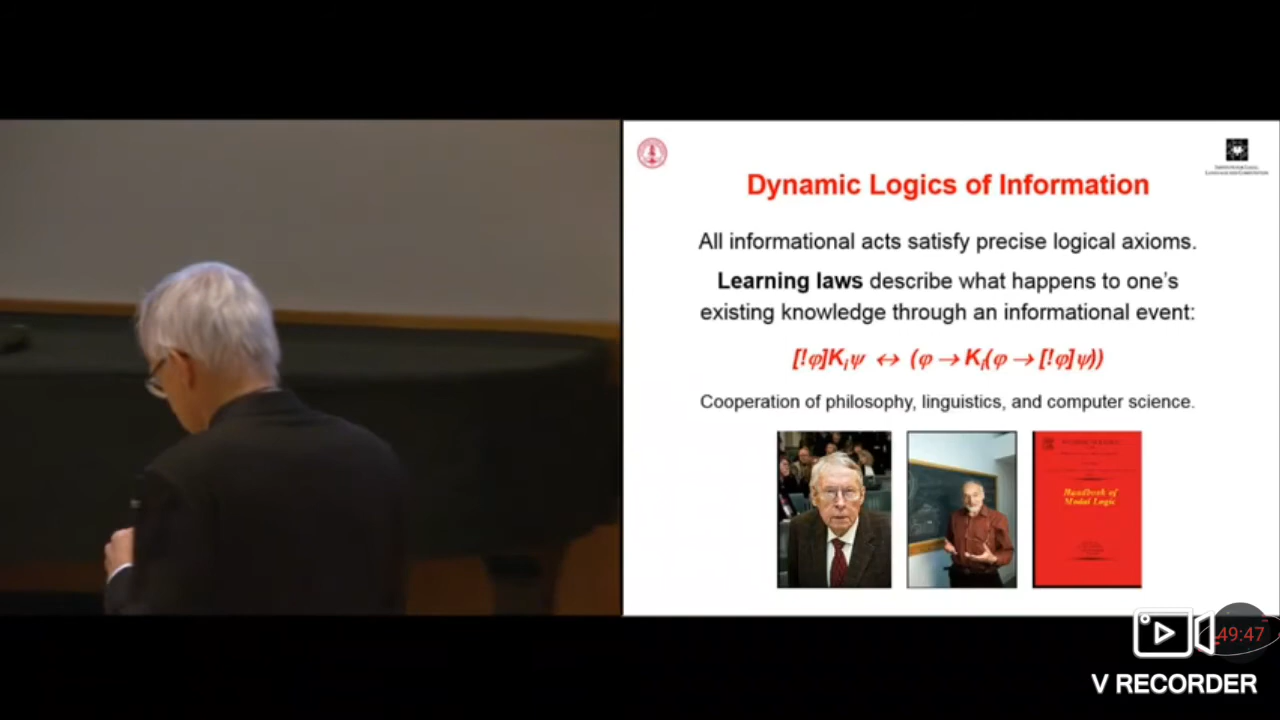 Dynamic Logics of Information
All informational acts satisfy precise logical axioms.
Learning laws describe what happens to one's
existing knowledge through an informational event:
[!φ]Kᵢψ ↔ (φ → Kᵢ(φ → [!φ]ψ))
Cooperation of philosophy, linguistics, and computer science.
Handbook of
Modal Logic
49:47
V RECORDER